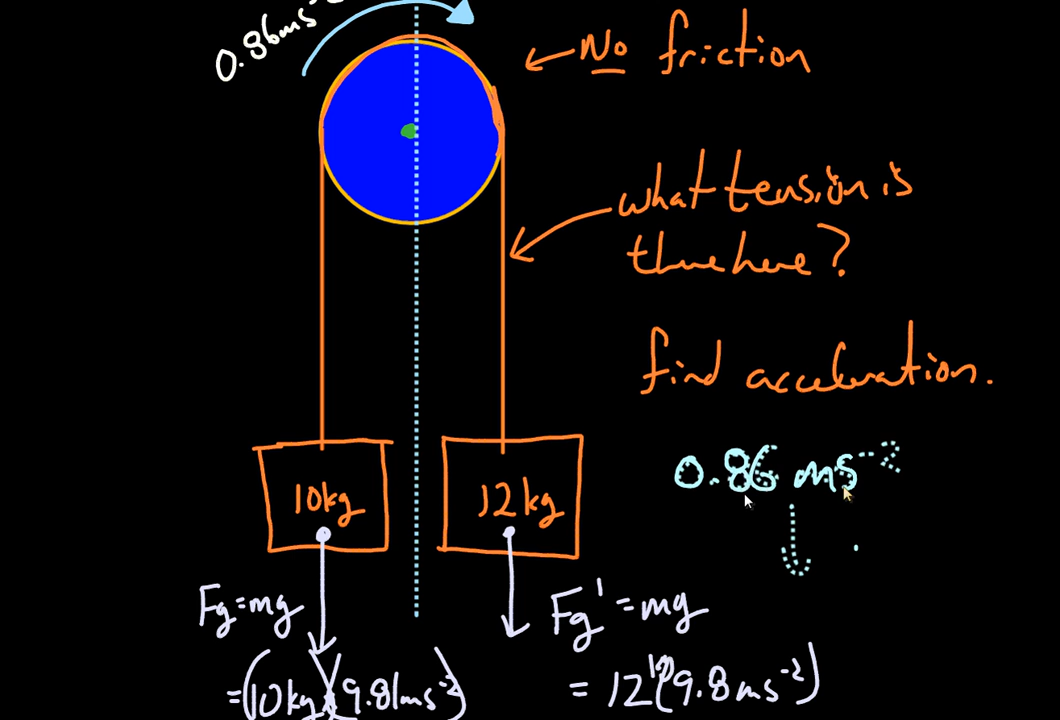 0.86ms⁻²
← No friction
what tension is
there here?
find acceleration.
0.86 ms⁻²
10kg
12kg
Fg=mg
=(10kg)(9.81ms⁻²)
Fg'=mg
= 12(9.8ms⁻²)